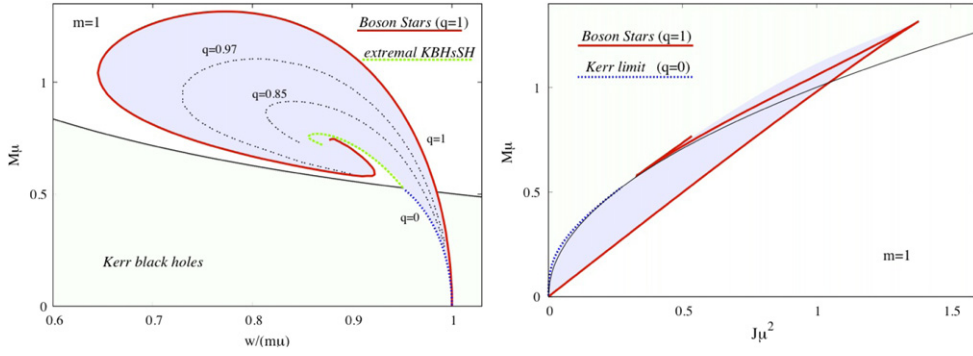 m=1
Boson Stars (q=1)
extremal KBHsSH
q=0.97
q=0.85
q=1
q=0
Kerr black holes
Mμ
1
0.5
0
0.6
0.7
0.8
0.9
1
w/(mμ)
Boson Stars (q=1)
Kerr limit (q=0)
m=1
Mμ
1
0.5
0
0
0.5
1
1.5
Jμ²